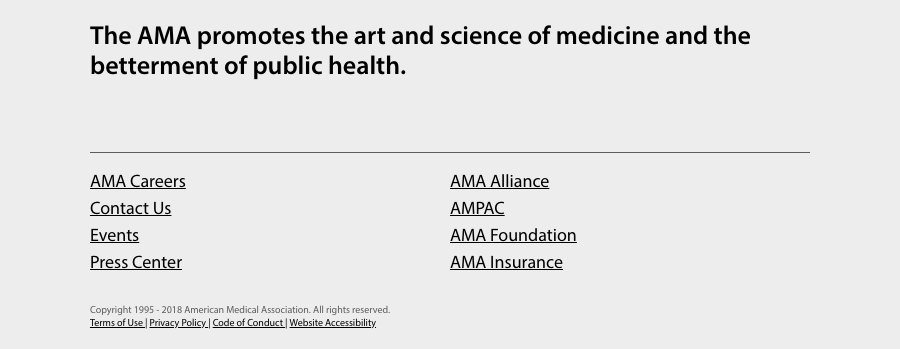 The AMA promotes the art and science of medicine and the
betterment of public health.
AMA Careers
Contact Us
Events
Press Center
AMA Alliance
AMPAC
AMA Foundation
AMA Insurance
Copyright 1995 - 2018 American Medical Association. All rights reserved.
Terms of Use | Privacy Policy | Code of Conduct | Website Accessibility